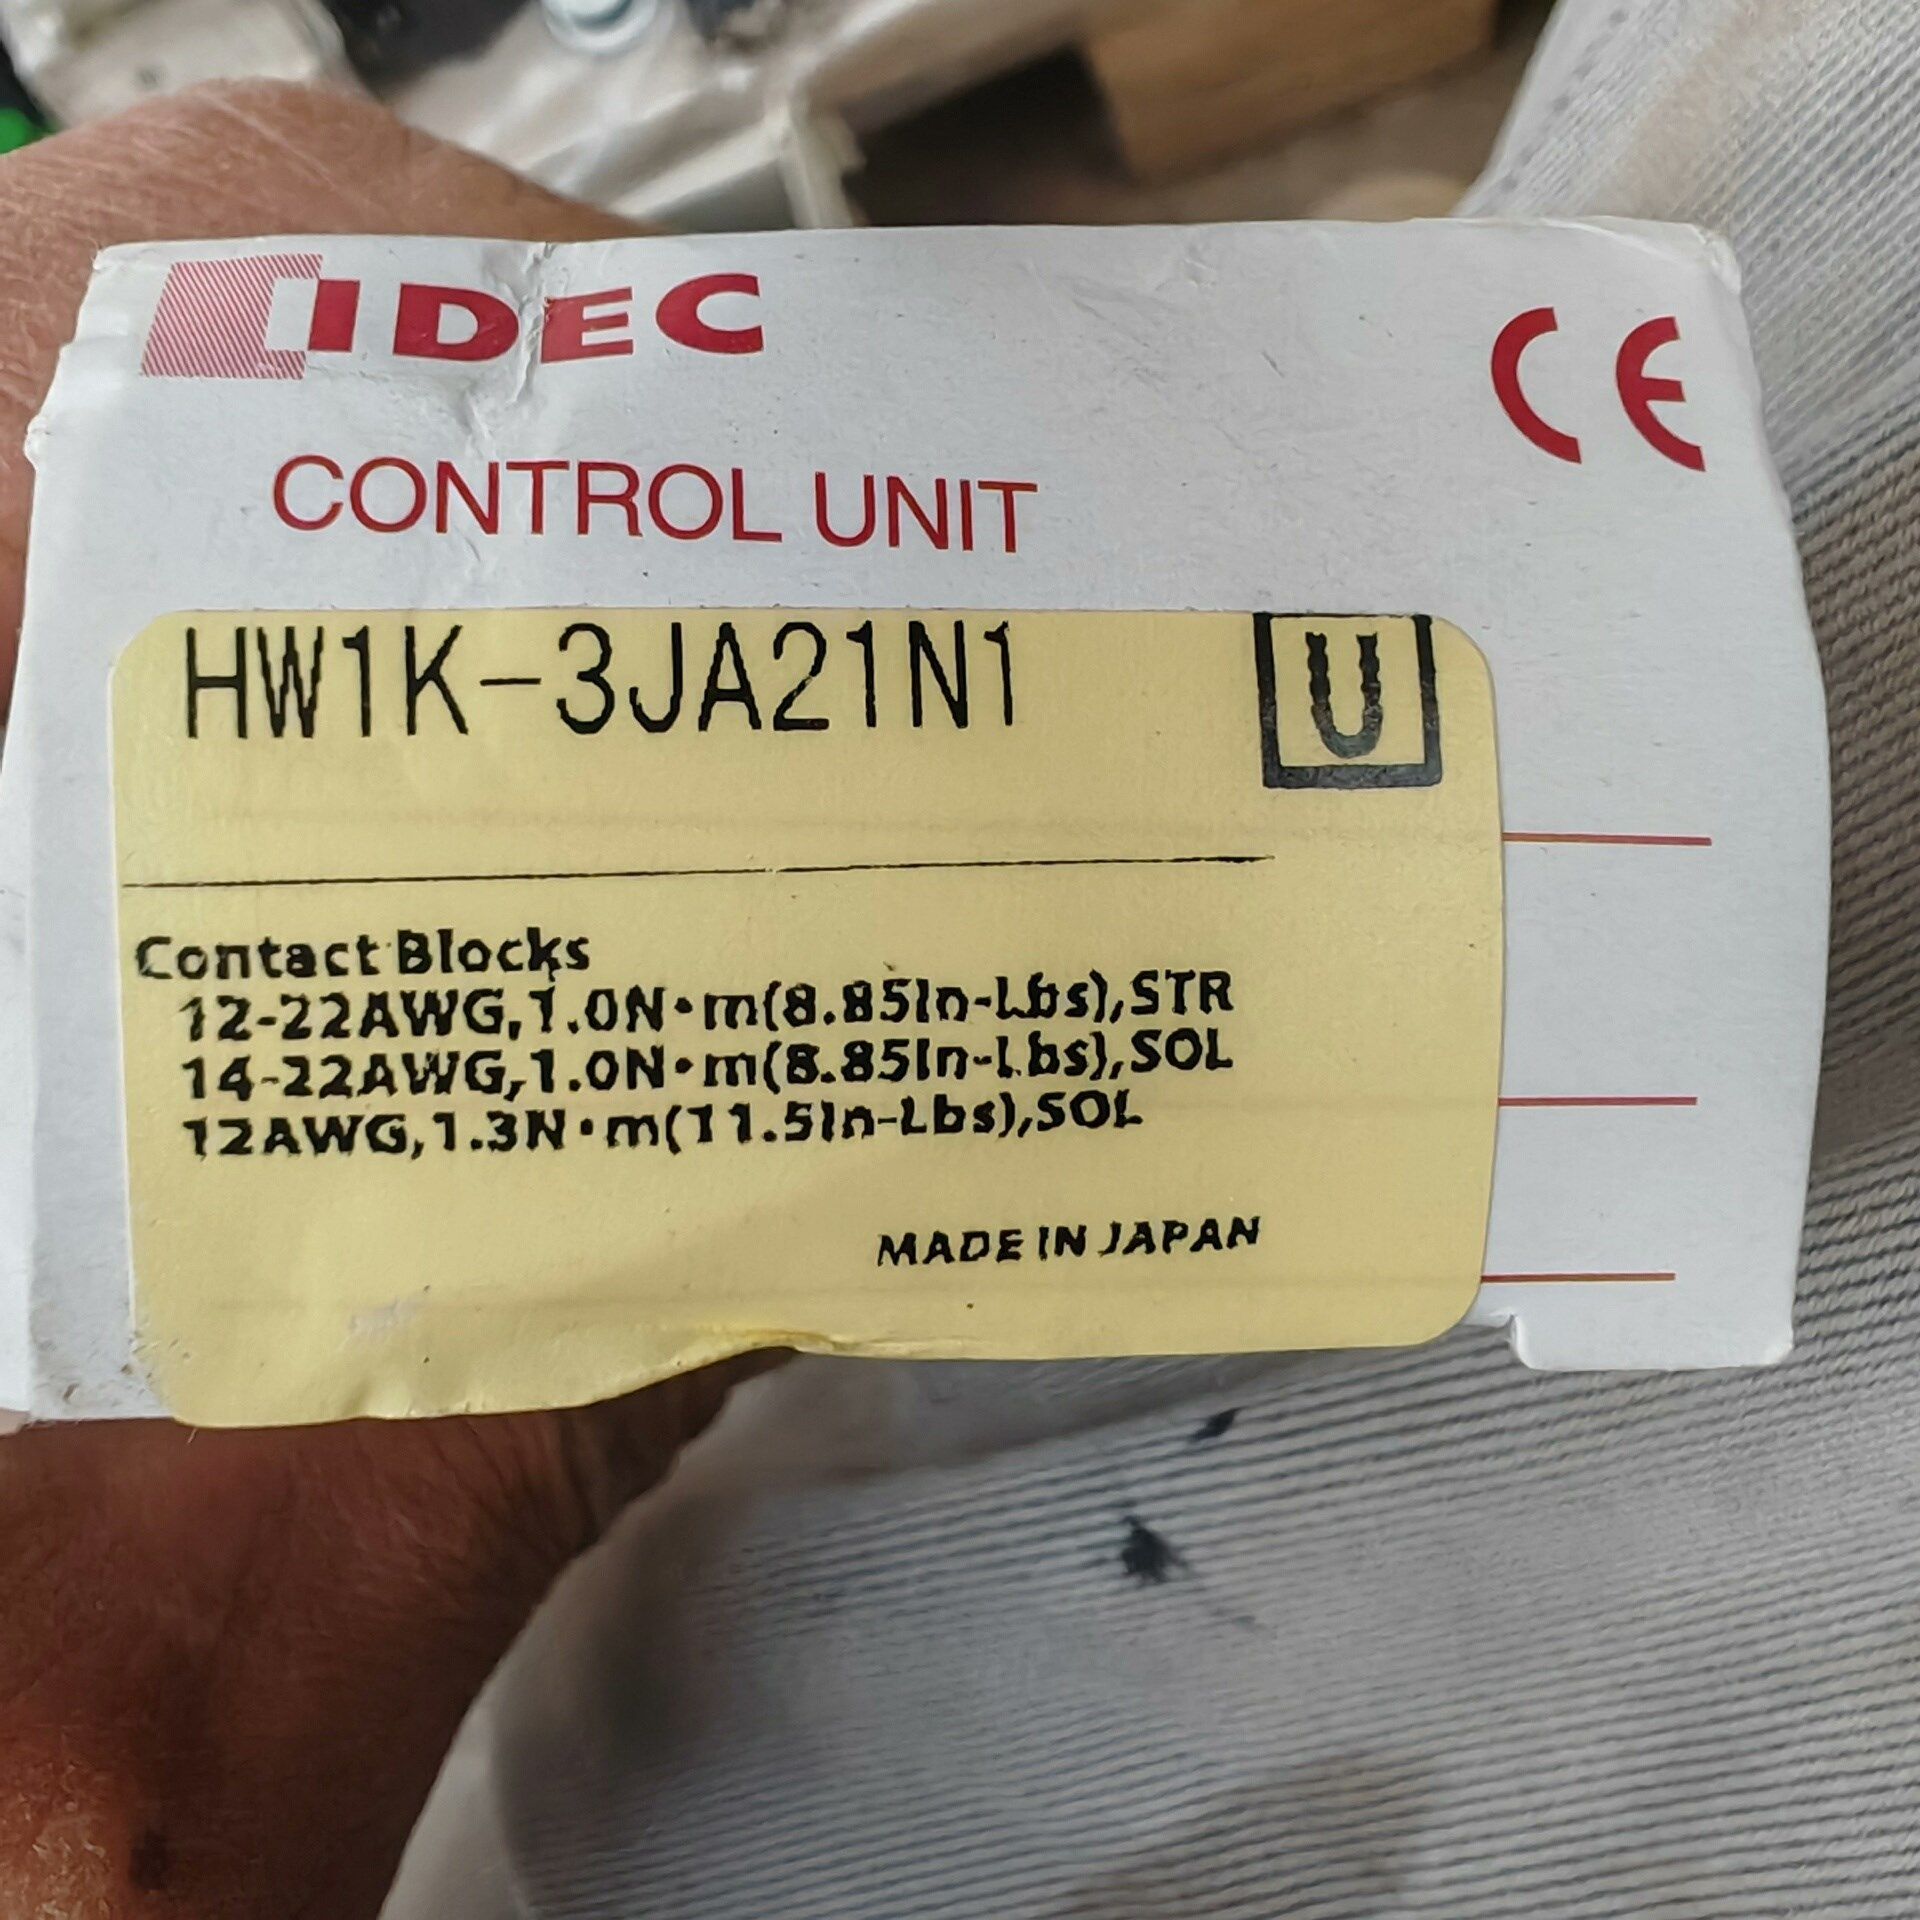 IDEC
CE
CONTROL UNIT
HW1K-3JA21N1
U
Contact Blocks
12-22AWG,1.0N·m(8.85In-Lbs),STR
14-22AWG,1.0N·m(8.85In-Lbs),SOL
12AWG,1.3N·m(11.5In-Lbs),SOL
MADE IN JAPAN